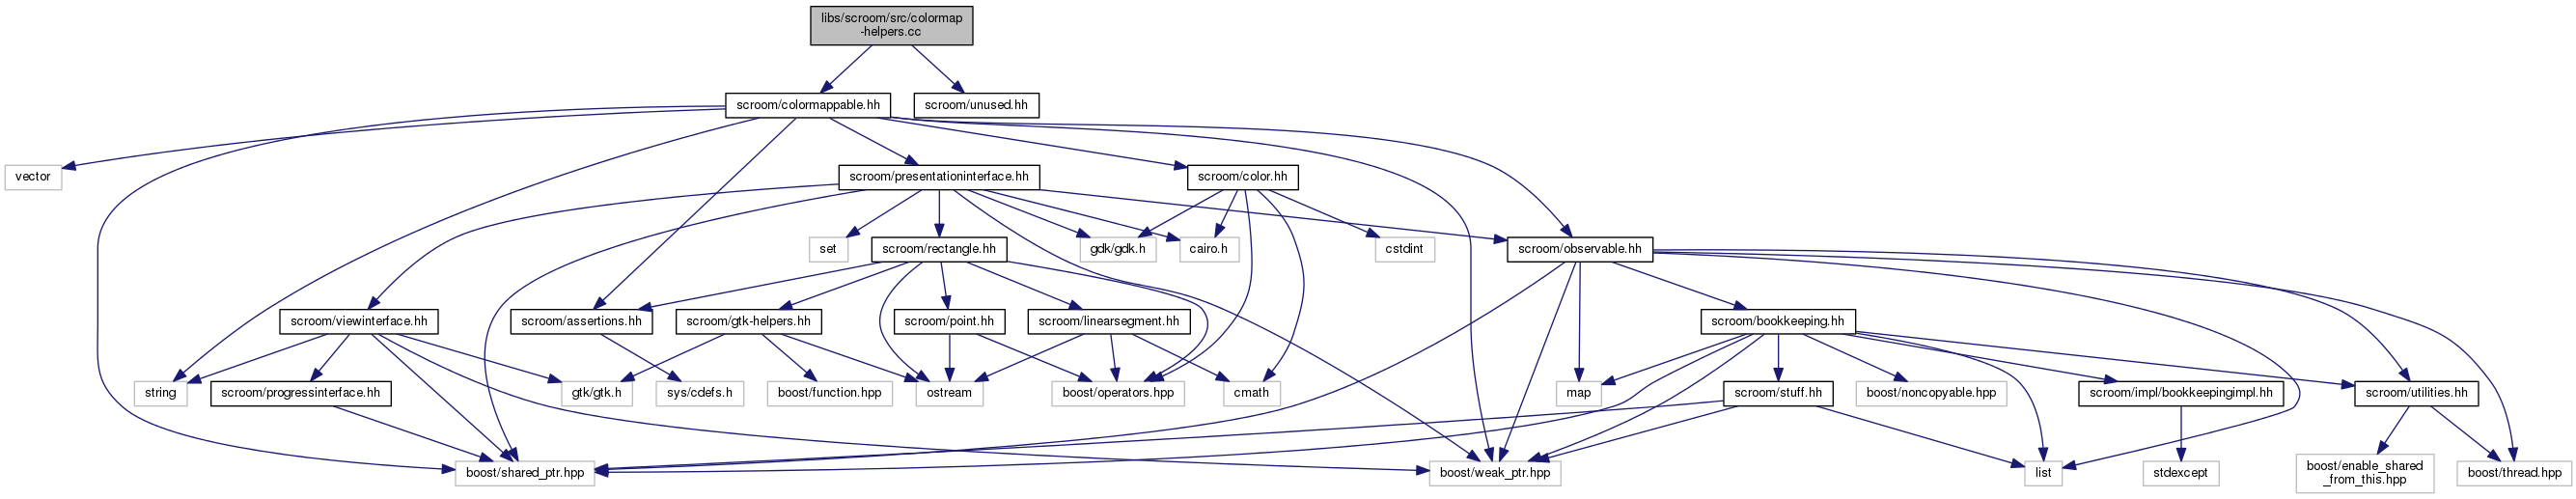 libs/scroom/src/colormap
-helpers.cc
scroom/colormappable.hh
scroom/unused.hh
vector
scroom/presentationinterface.hh
scroom/color.hh
set
scroom/rectangle.hh
gdk/gdk.h
cairo.h
cstdint
scroom/observable.hh
scroom/viewinterface.hh
scroom/assertions.hh
scroom/gtk-helpers.hh
scroom/point.hh
scroom/linearsegment.hh
scroom/bookkeeping.hh
string
scroom/progressinterface.hh
gtk/gtk.h
sys/cdefs.h
boost/function.hpp
ostream
boost/operators.hpp
cmath
map
scroom/stuff.hh
boost/noncopyable.hpp
scroom/impl/bookkeepingimpl.hh
scroom/utilities.hh
boost/shared_ptr.hpp
boost/weak_ptr.hpp
list
stdexcept
boost/enable_shared
_from_this.hpp
boost/thread.hpp